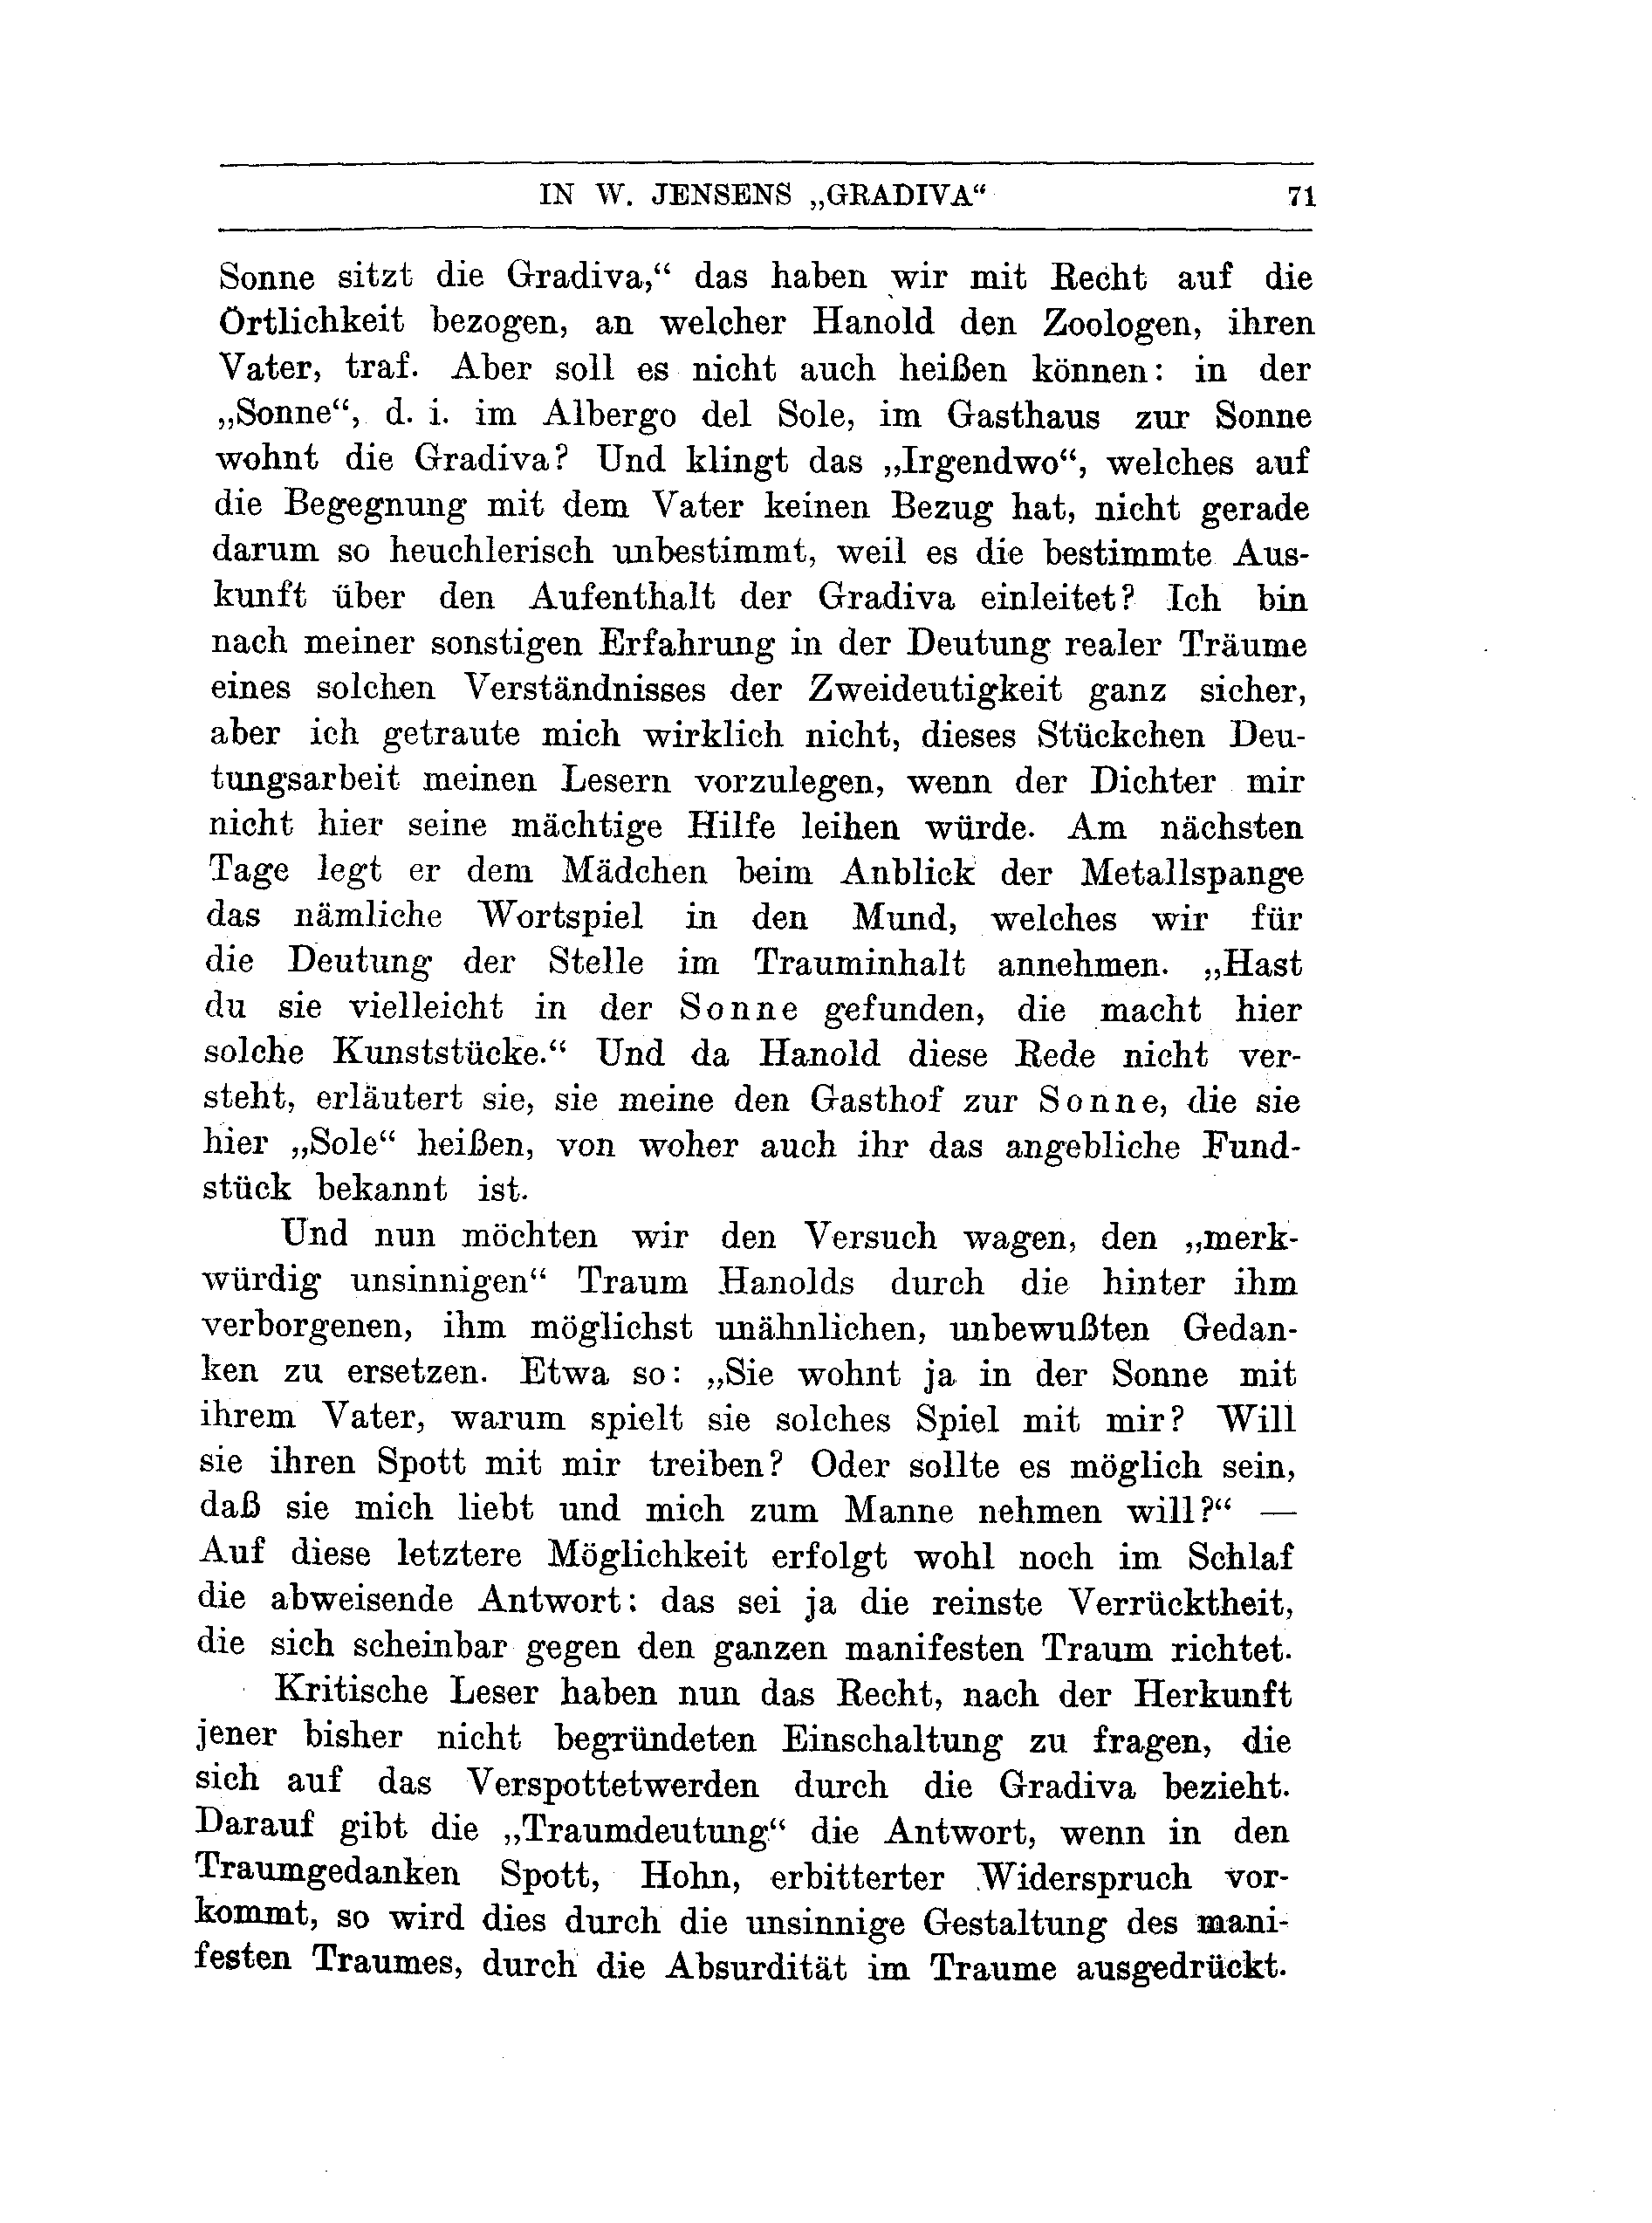 IN W. JENSENS „GRADIVA“ 71
Sonne sitzt die Gradiva,“ das haben wir mit Recht auf die
Örtlichkeit bezogen, an welcher Hanold den Zoologen, ihren
Vater, traf. Aber soll es nicht auch heißen können: in der
„Sonne“, d. i. im Albergo del Sole, im Gasthaus zur Sonne
wohnt die Gradiva? Und klingt das „Irgendwo“, welches auf
die Begegnung mit dem Vater keinen Bezug hat, nicht gerade
darum so heuchlerisch unbestimmt, weil es die bestimmte Aus-
kunft über den Aufenthalt der Gradiva einleitet? Ich bin
nach meiner sonstigen Erfahrung in der Deutung realer Träume
eines solchen Verständnisses der Zweideutigkeit ganz sicher,
aber ich getraute mich wirklich nicht, dieses Stückchen Deu-
tungsarbeit meinen Lesern vorzulegen, wenn der Dichter mir
nicht hier seine mächtige Hilfe leihen würde. Am nächsten
Tage legt er dem Mädchen beim Anblick der Metallspange
das nämliche Wortspiel in den Mund, welches wir für
die Deutung der Stelle im Trauminhalt annehmen. „Hast
du sie vielleicht in der Sonne gefunden, die macht hier
solche Kunststücke.“ Und da Hanold diese Rede nicht ver-
steht, erläutert sie, sie meine den Gasthof zur Sonne, die sie
hier „Sole“ heißen, von woher auch ihr das angebliche Fund-
stück bekannt ist.
Und nun möchten wir den Versuch wagen, den „merk-
würdig unsinnigen“ Traum Hanolds durch die hinter ihm
verborgenen, ihm möglichst unähnlichen, unbewußten Gedan-
ken zu ersetzen. Etwa so: „Sie wohnt ja in der Sonne mit
ihrem Vater, warum spielt sie solches Spiel mit mir? Will
sie ihren Spott mit mir treiben? Oder sollte es möglich sein,
daß sie mich liebt und mich zum Manne nehmen will?“ —
Auf diese letztere Möglichkeit erfolgt wohl noch im Schlaf
die abweisende Antwort: das sei ja die reinste Verrücktheit,
die sich scheinbar gegen den ganzen manifesten Traum richtet.
Kritische Leser haben nun das Recht, nach der Herkunft
jener bisher nicht begründeten Einschaltung zu fragen, die
sich auf das Verspottetwerden durch die Gradiva bezieht.
Darauf gibt die „Traumdeutung“ die Antwort, wenn in den
Traumgedanken Spott, Hohn, erbitterter Widerspruch vor-
kommt, so wird dies durch die unsinnige Gestaltung des mani-
festen Traumes, durch die Absurdität im Traume ausgedrückt.